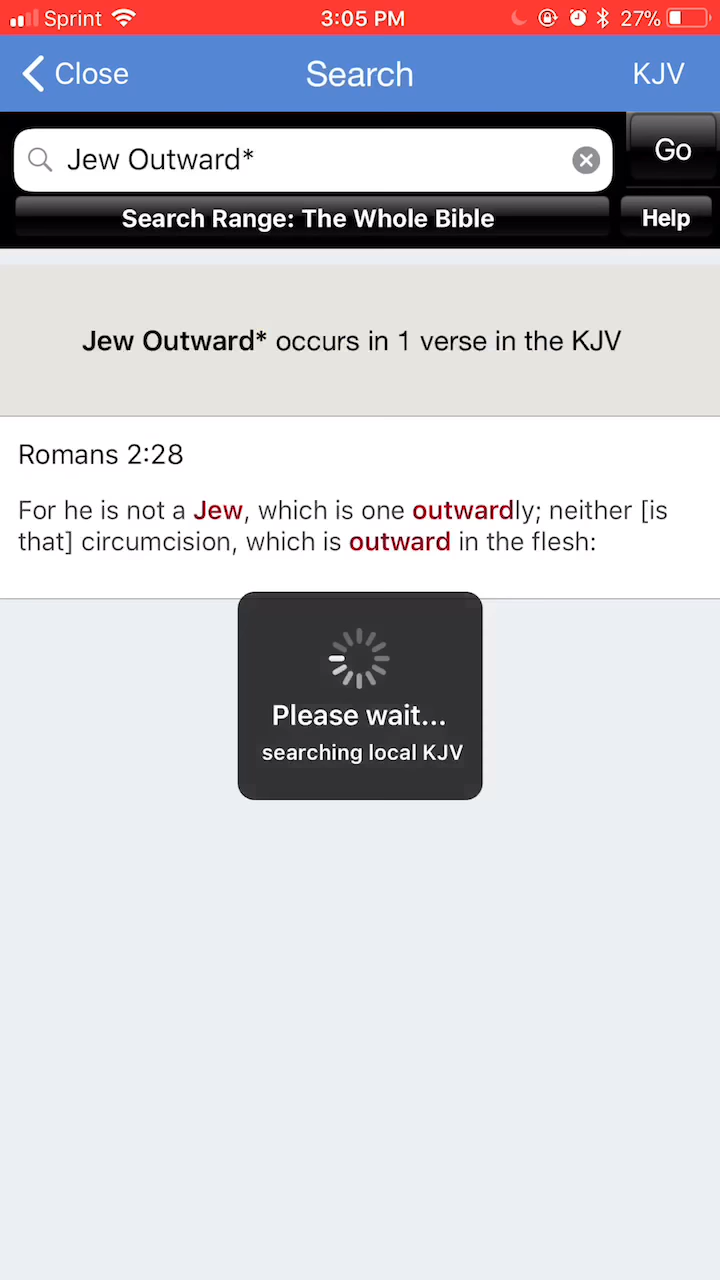 Sprint 3:05 PM 27%
Close Search KJV
Jew Outward* Go
Search Range: The Whole Bible Help
Jew Outward* occurs in 1 verse in the KJV
Romans 2:28
For he is not a Jew, which is one outwardly; neither [is
that] circumcision, which is outward in the flesh:
Please wait...
searching local KJV